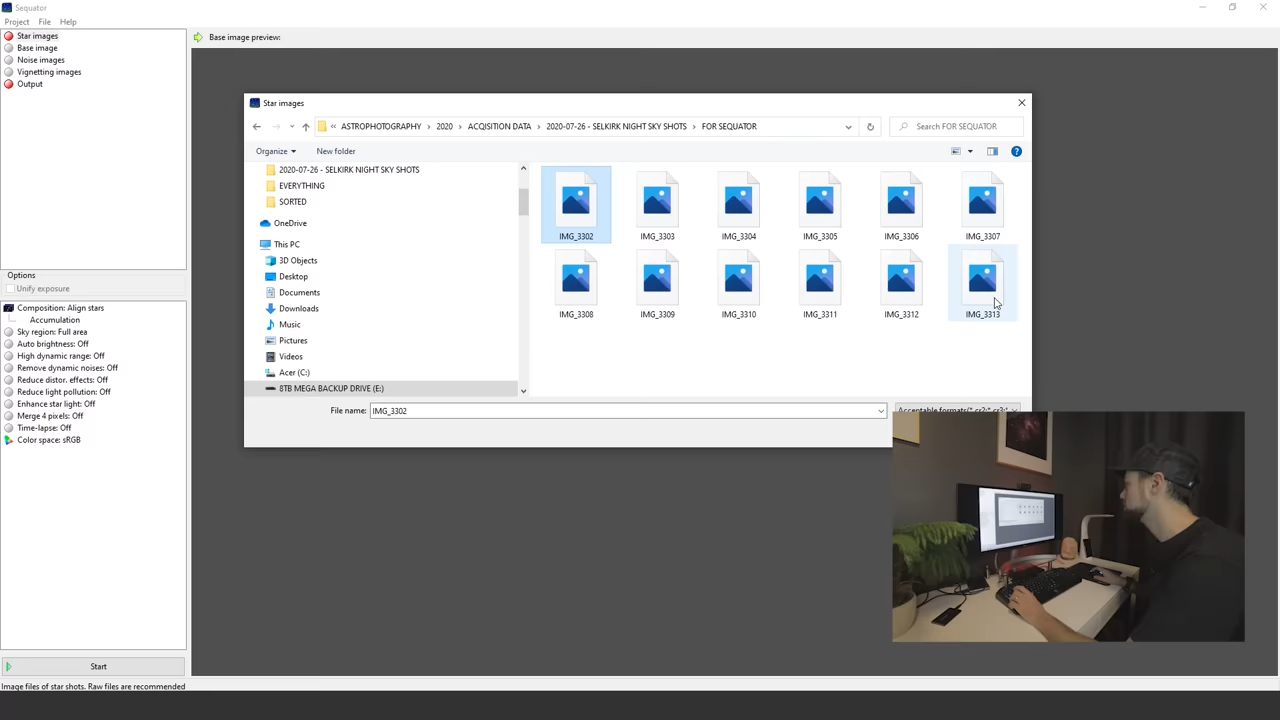 Sequator
Project File Help
Star images
Base image
Noise images
Vignetting images
Output
Base image preview:
Star images
« ASTROPHOTOGRAPHY > 2020 > ACQISITION DATA > 2020-07-26 - SELKIRK NIGHT SKY SHOTS > FOR SEQUATOR
Search FOR SEQUATOR
Organize New folder
2020-07-26 - SELKIRK NIGHT SKY SHOTS
EVERYTHING
SORTED
OneDrive
This PC
3D Objects
Desktop
Documents
Downloads
Music
Pictures
Videos
Acer (C:)
8TB MEGA BACKUP DRIVE (E:)
IMG_3302 IMG_3303 IMG_3304 IMG_3305 IMG_3306 IMG_3307
IMG_3308 IMG_3309 IMG_3310 IMG_3311 IMG_3312 IMG_3313
File name: IMG_3302
Acceptable formats(*.cr2;*.cr3;*
Options
Unify exposure
Composition: Align stars
Accumulation
Sky region: Full area
Auto brightness: Off
High dynamic range: Off
Remove dynamic noises: Off
Reduce distor. effects: Off
Reduce light pollution: Off
Enhance star light: Off
Merge 4 pixels: Off
Time-lapse: Off
Color space: sRGB
Start
Image files of star shots. Raw files are recommended